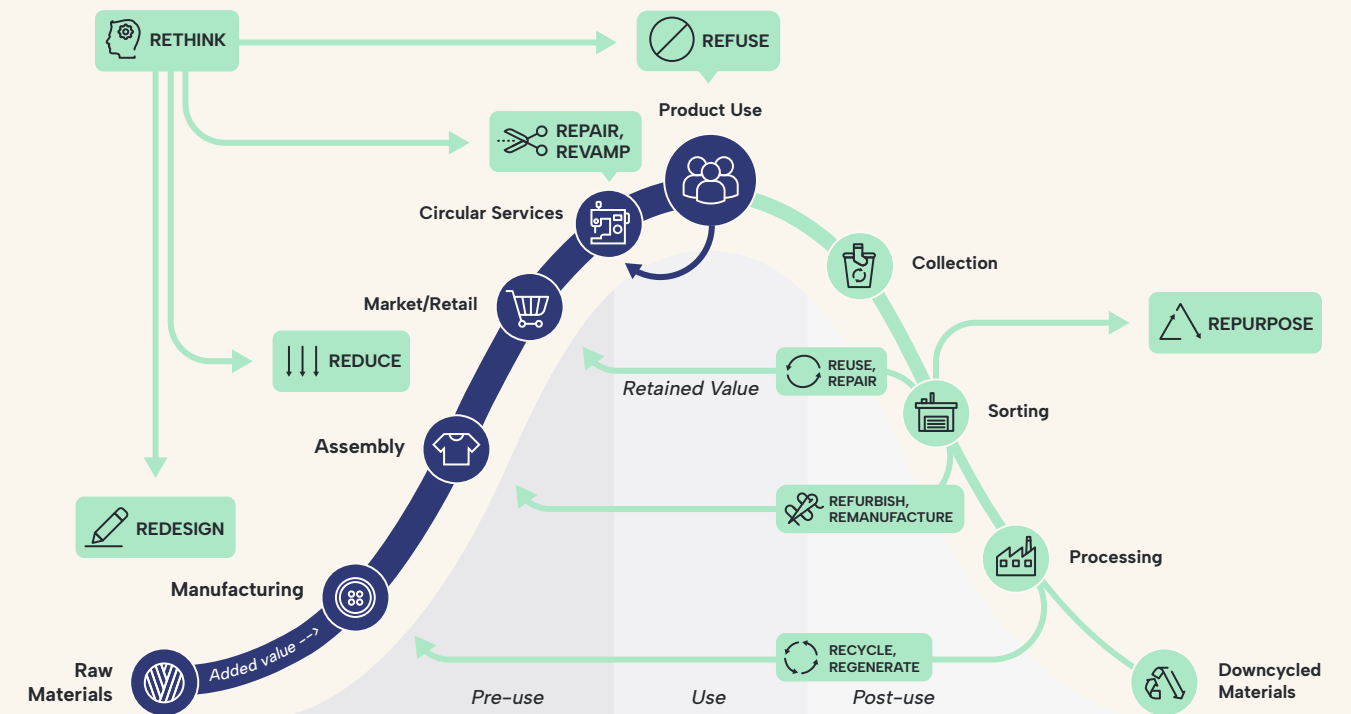 RETHINK
REFUSE
Product Use
REPAIR,
REVAMP
Circular Services
Collection
Market/Retail
REPURPOSE
REDUCE
REUSE,
REPAIR
Retained Value
Sorting
Assembly
REFURBISH,
REMANUFACTURE
REDESIGN
Processing
Manufacturing
Added value -->
RECYCLE,
REGENERATE
Raw
Materials
Downcycled
Materials
Pre-use
Use
Post-use